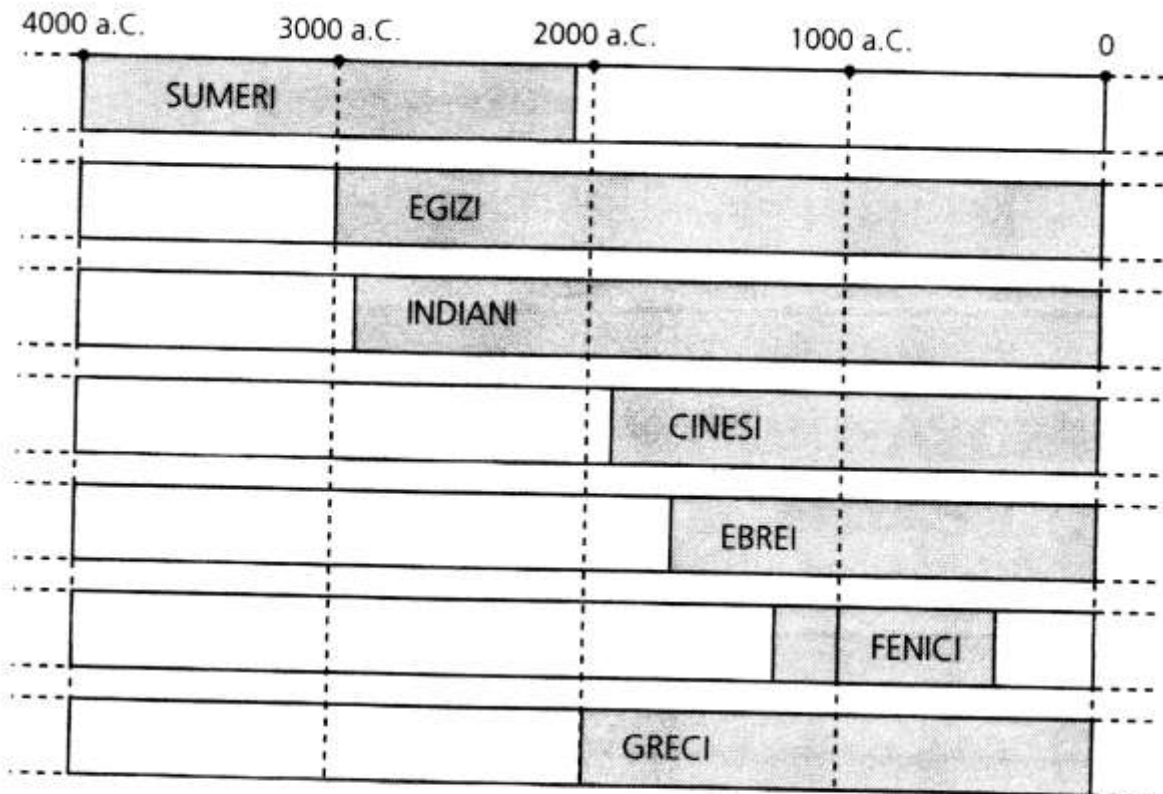 4000 a.C. 3000 a.C. 2000 a.C. 1000 a.C. 0
SUMERI
EGIZI
INDIANI
CINESI
EBREI
FENICI
GRECI